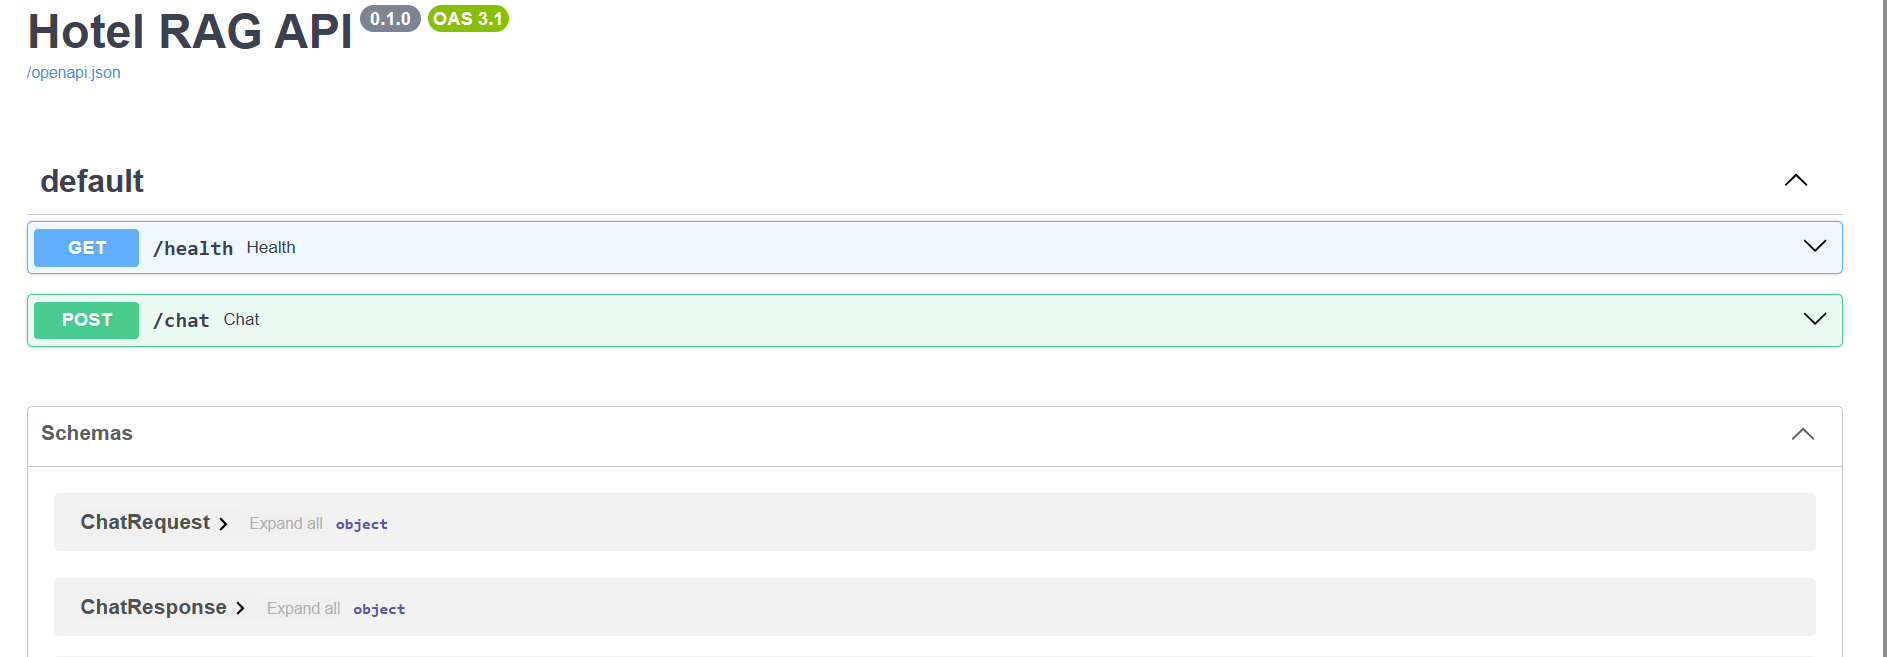 Hotel RAG API 0.1.0 OAS 3.1
/openapi.json
default
GET /health Health
POST /chat Chat
Schemas
ChatRequest Expand all object
ChatResponse Expand all object